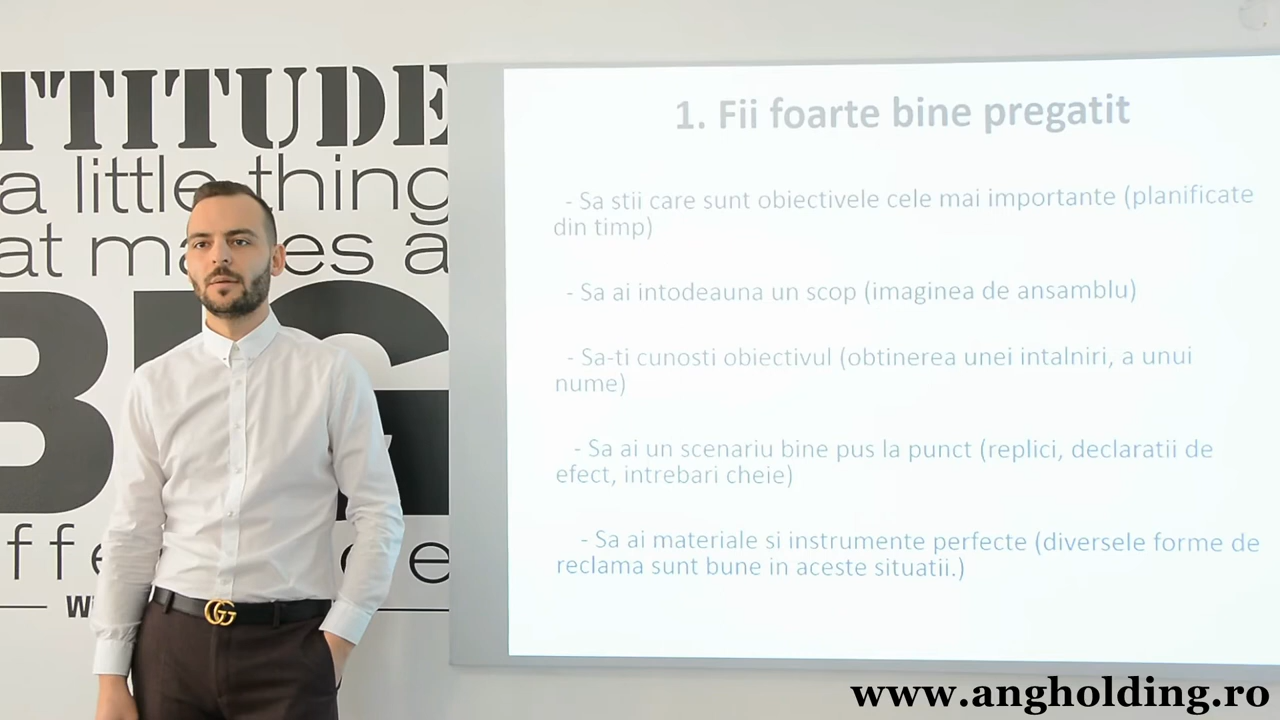 TTITUDE
a little thing
at ma es a
BIG
ffe e
W
1. Fii foarte bine pregatit
- Sa stii care sunt obiectivele cele mai importante (planificate
din timp)
- Sa ai intodeauna un scop (imaginea de ansamblu)
- Sa-ti cunosti obiectivul (obtinerea unei intalniri, a unui
nume)
- Sa ai un scenariu bine pus la punct (replici, declaratii de
efect, intrebari cheie)
- Sa ai materiale si instrumente perfecte (diversele forme de
reclama sunt bune in aceste situatii.)
www.angholding.ro